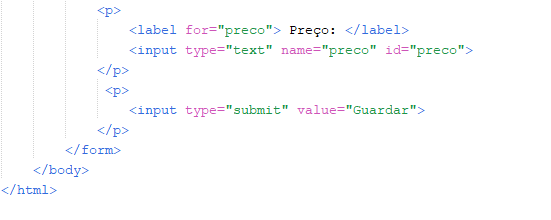 <p>
<label for="preco"> Preço: </label>
<input type="text" name="preco" id="preco">
</p>
<p>
<input type="submit" value="Guardar">
</p>
</form>
</body>
</html>